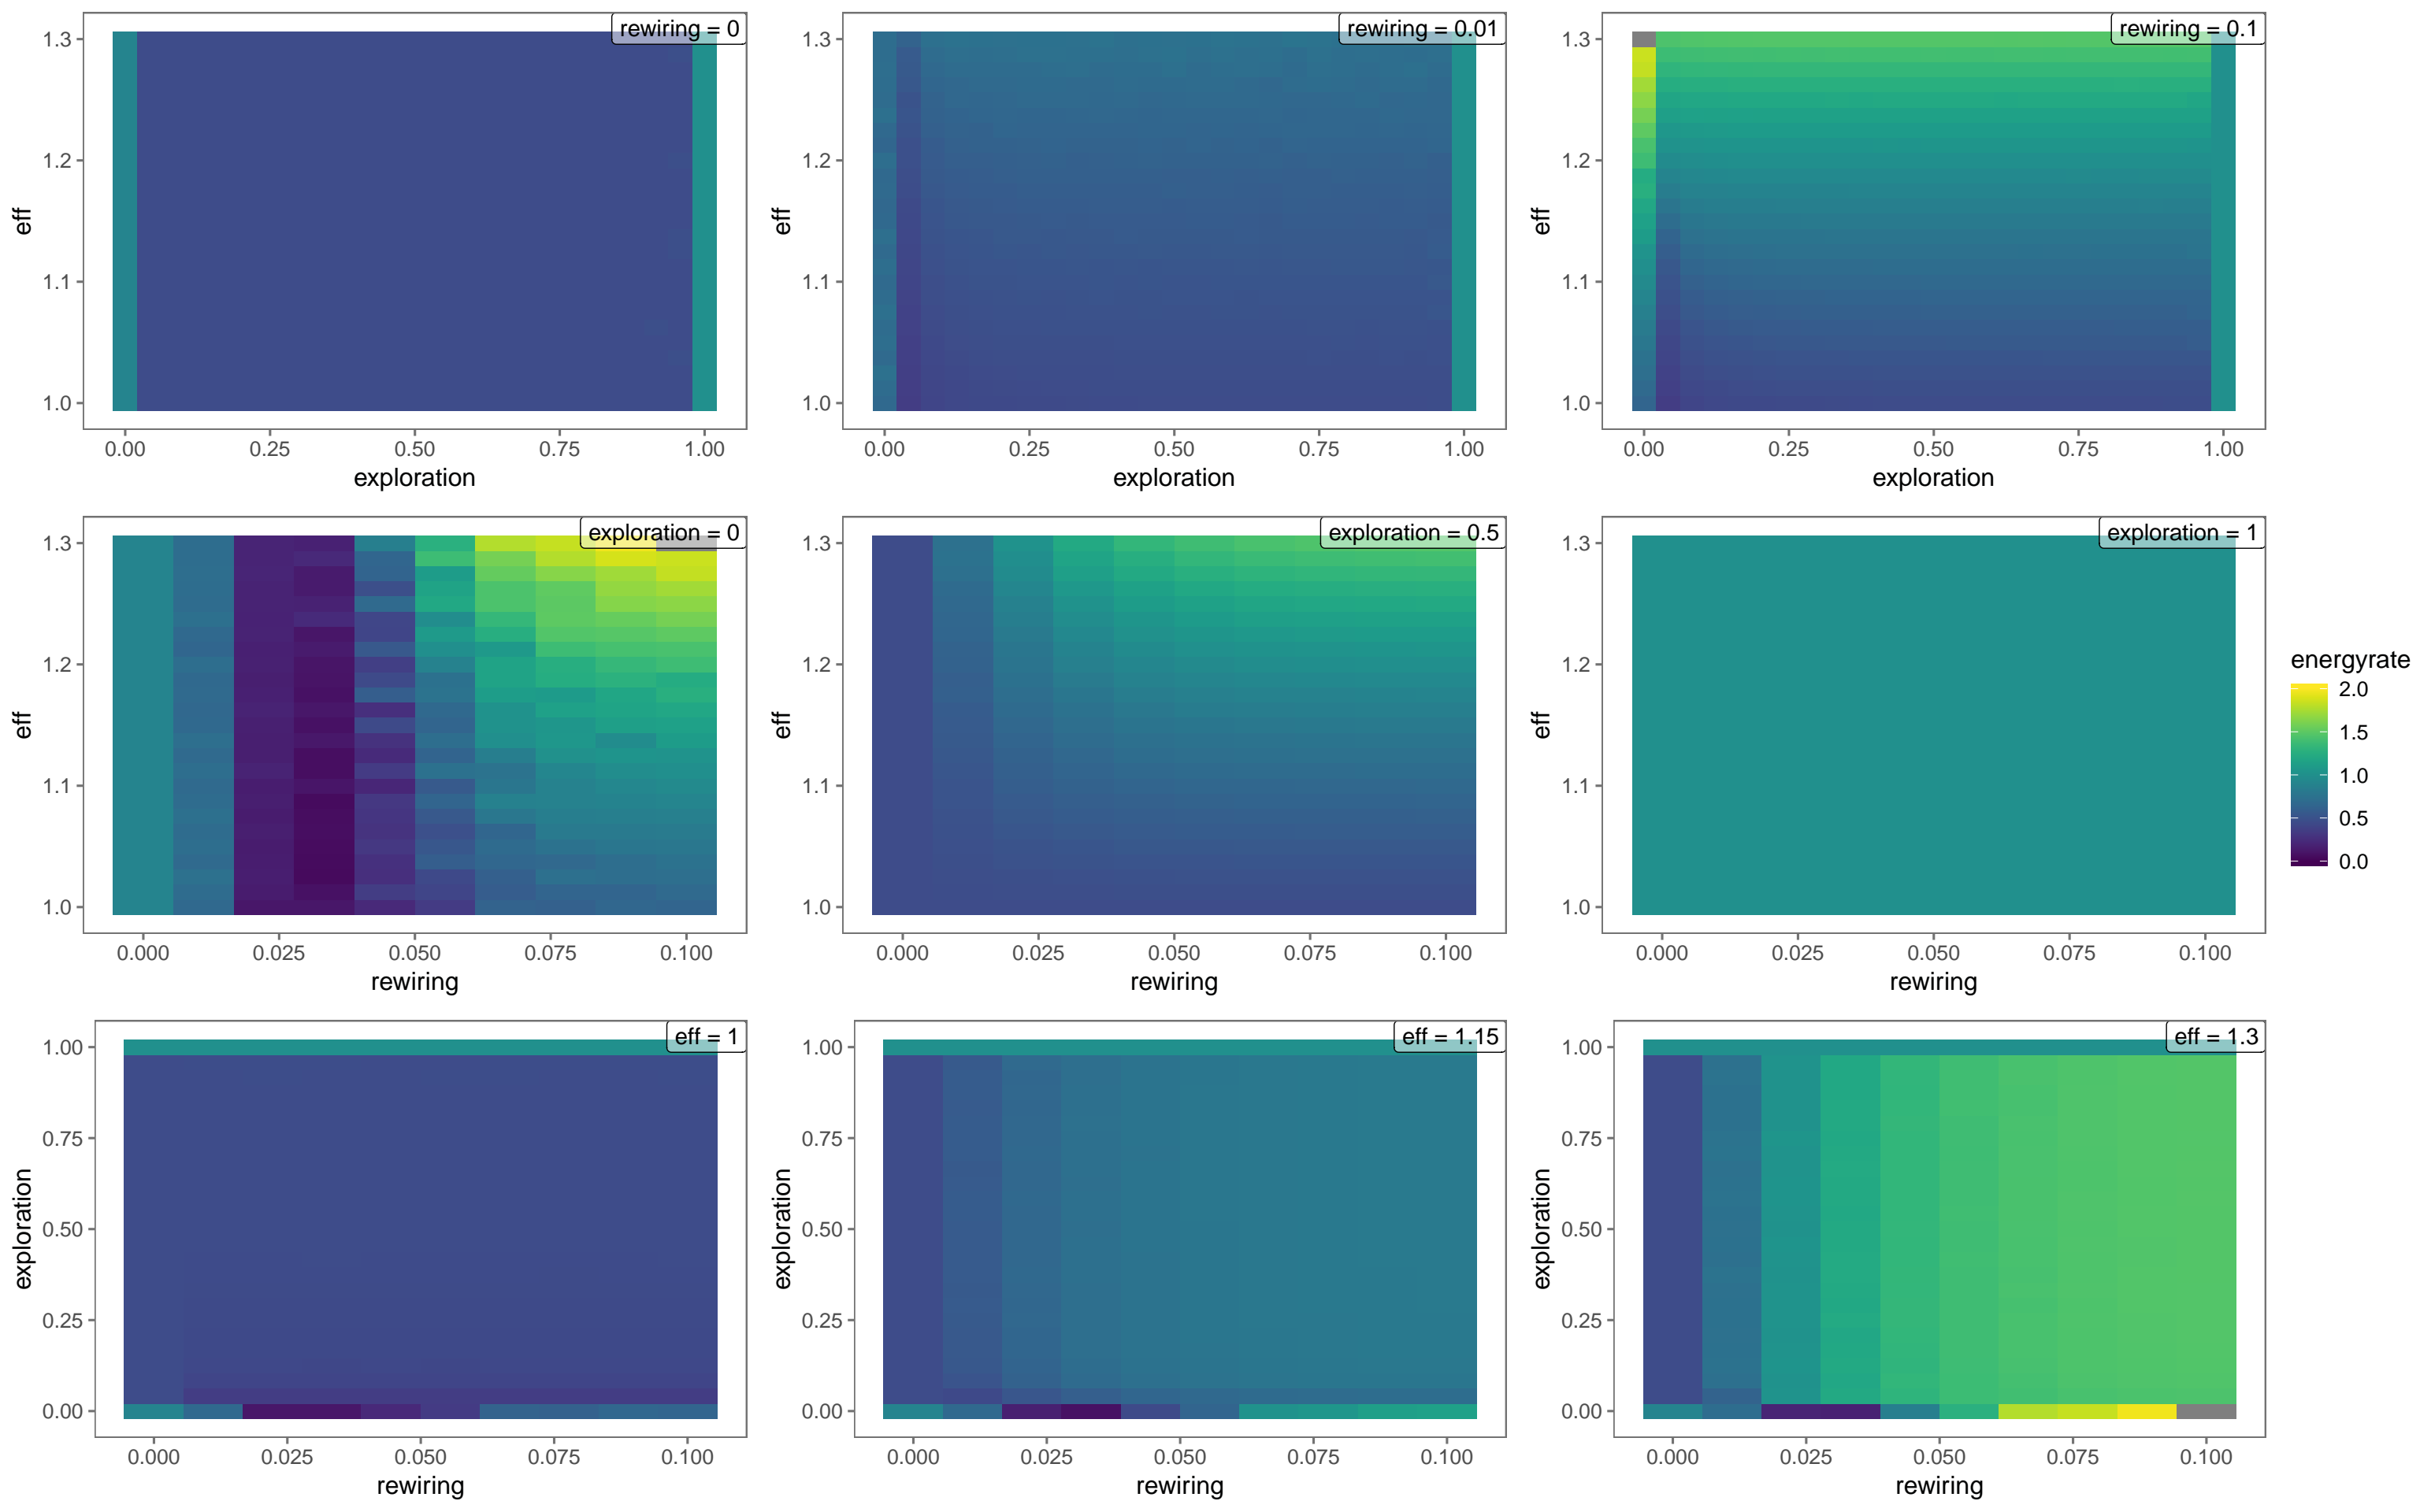 rewiring = 0
1.3
1.2
1.1
1.0
eff
0.00 0.25 0.50 0.75 1.00
exploration
rewiring = 0.01
1.3
1.2
1.1
1.0
eff
0.00 0.25 0.50 0.75 1.00
exploration
rewiring = 0.1
1.3
1.2
1.1
1.0
eff
0.00 0.25 0.50 0.75 1.00
exploration
exploration = 0
1.3
1.2
1.1
1.0
eff
0.000 0.025 0.050 0.075 0.100
rewiring
exploration = 0.5
1.3
1.2
1.1
1.0
eff
0.000 0.025 0.050 0.075 0.100
rewiring
exploration = 1
1.3
1.2
1.1
1.0
eff
0.000 0.025 0.050 0.075 0.100
rewiring
energyrate
2.0
1.5
1.0
0.5
0.0
eff = 1
1.00
0.75
0.50
0.25
0.00
exploration
0.000 0.025 0.050 0.075 0.100
rewiring
eff = 1.15
1.00
0.75
0.50
0.25
0.00
exploration
0.000 0.025 0.050 0.075 0.100
rewiring
eff = 1.3
1.00
0.75
0.50
0.25
0.00
exploration
0.000 0.025 0.050 0.075 0.100
rewiring